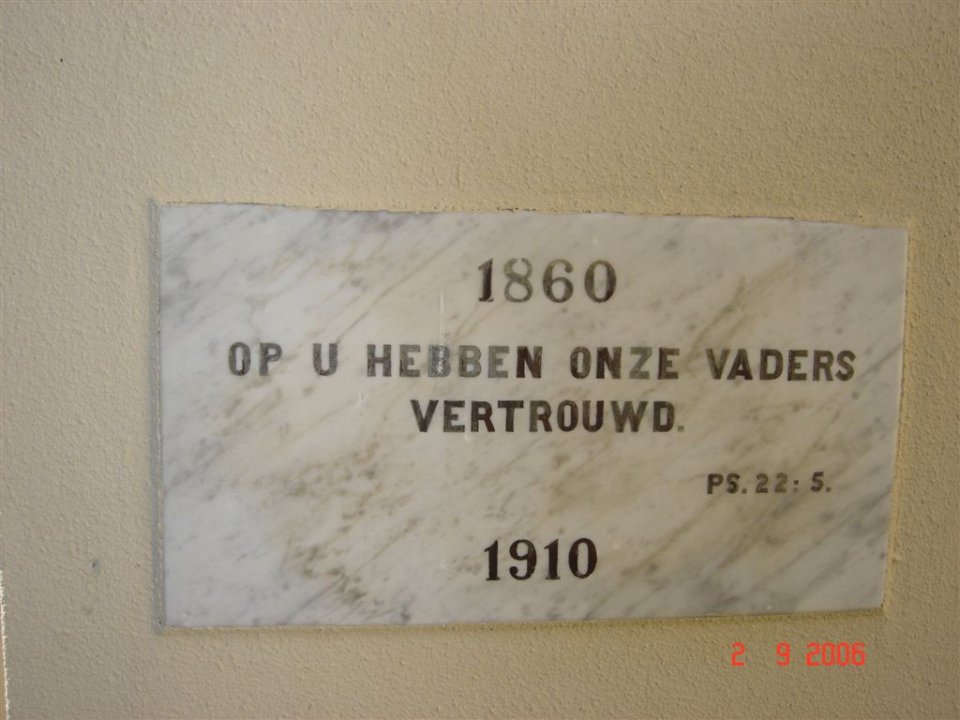 1860
OP U HEBBEN ONZE VADERS
VERTROUWD.
PS. 22: 5.
1910
2 9 2006